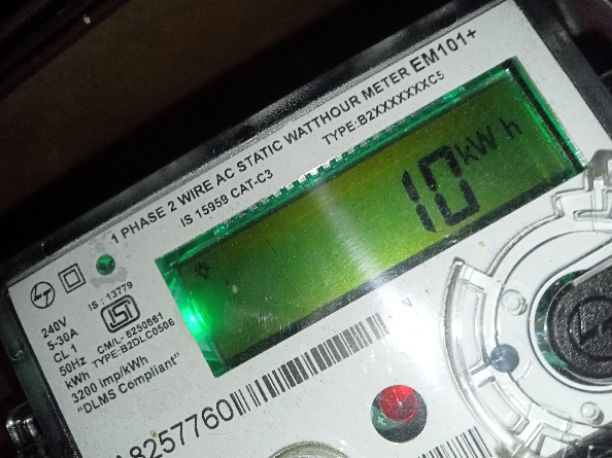 1 PHASE 2 WIRE AC STATIC WATTHOUR METER EM101+
IS 15959 CAT-C3
TYPE:B2XXXXXXXC5
10 kWh
IS : 13779
240V
5-30A
CL 1
50Hz
kWh
3200 imp/kWh
"DLMS Compliant"
CM/L- 8250851
TYPE:B2DLC0506
8257760